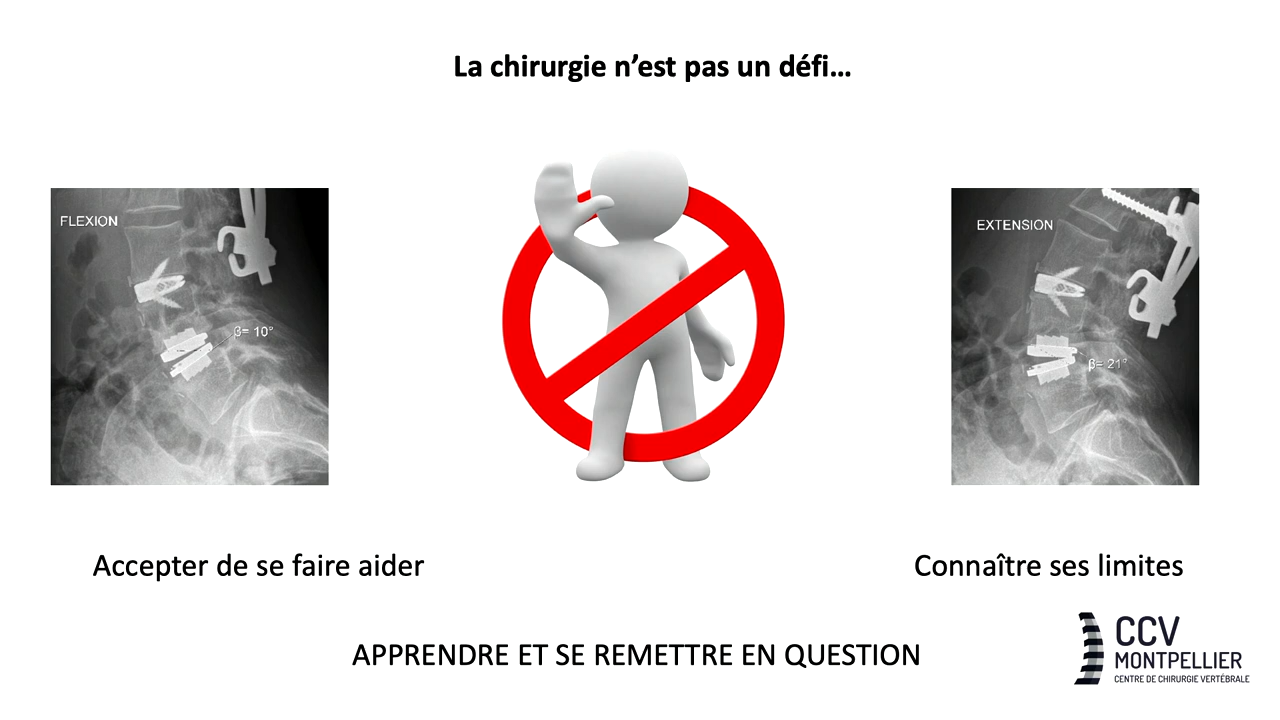 La chirurgie n’est pas un défi…
FLEXION
β= 10°
EXTENSION
β= 21°
Accepter de se faire aider
Connaître ses limites
APPRENDRE ET SE REMETTRE EN QUESTION
CCV
MONTPELLIER
CENTRE DE CHIRURGIE VERTÉBRALE